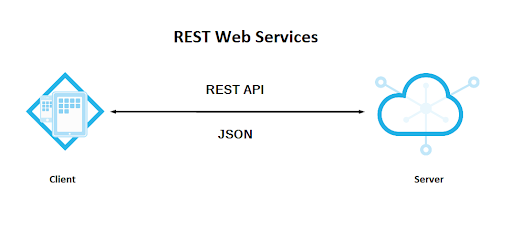 REST Web Services
REST API
JSON
Client
Server